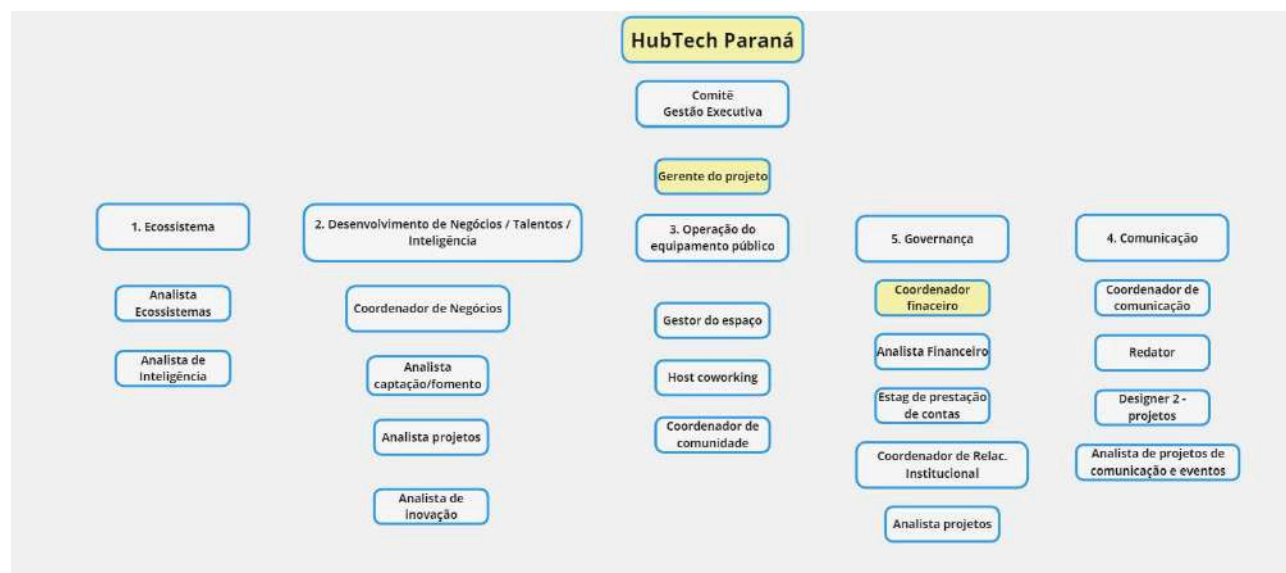 HubTech Paraná
Comitê
Gestão Executiva
Gerente do projeto
1. Ecossistema
Analista
Ecossistemas
Analista de
Inteligência
2. Desenvolvimento de Negócios / Talentos /
Inteligência
Coordenador de Negócios
Analista
captação/fomento
Analista projetos
Analista de
inovação
3. Operação do
equipamento público
Gestor do espaço
Host coworking
Coordenador de
comunidade
5. Governança
Coordenador
finaceiro
Analista Financeiro
Estag de prestação
de contas
Coordenador de Relac.
Institucional
Analista projetos
4. Comunicação
Coordenador de
comunicação
Redator
Designer 2 -
projetos
Analista de projetos de
comunicação e eventos